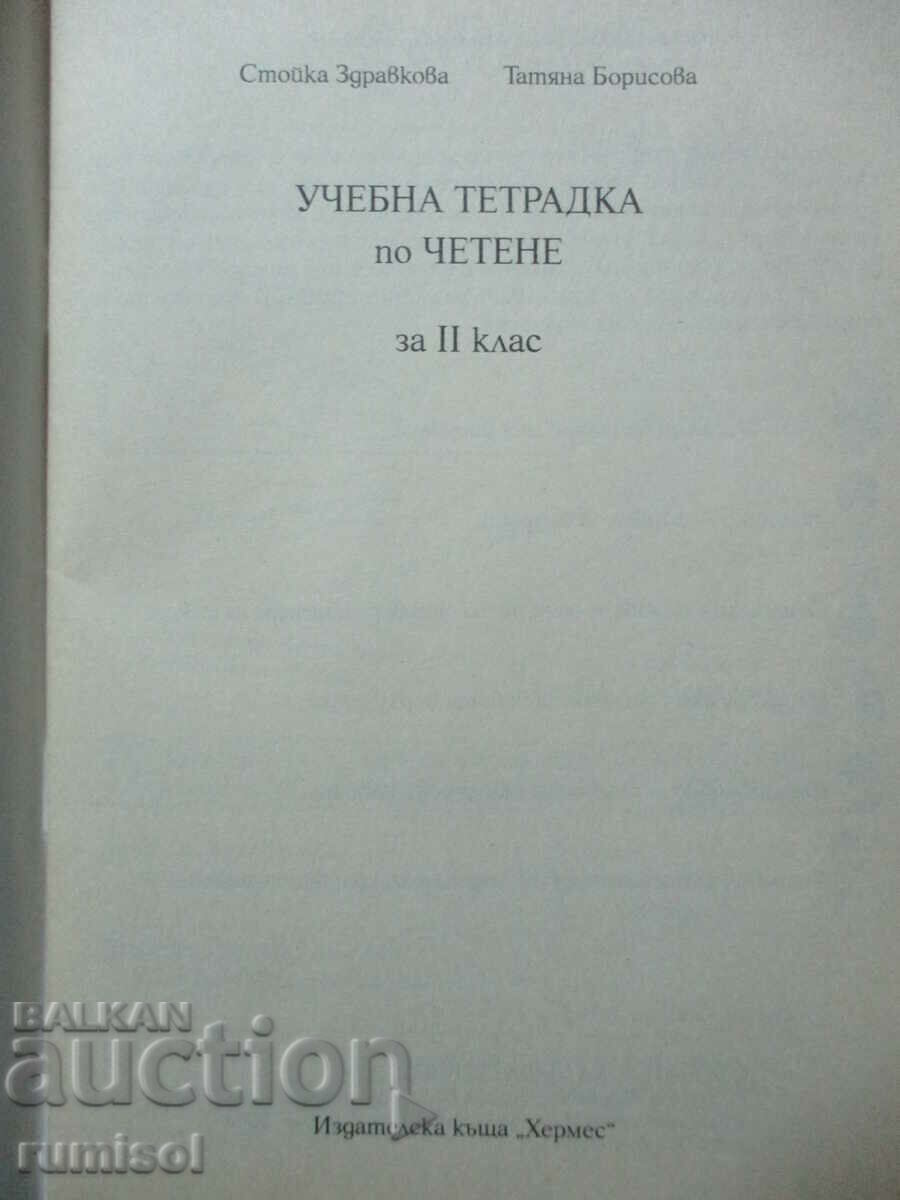 Стойка Здравкова Татяна Борисова
УЧЕБНА ТЕТРАДКА
по ЧЕТЕНЕ
за II клас
BALKAN
auction
rumisol
Издателска къща „Хермес“